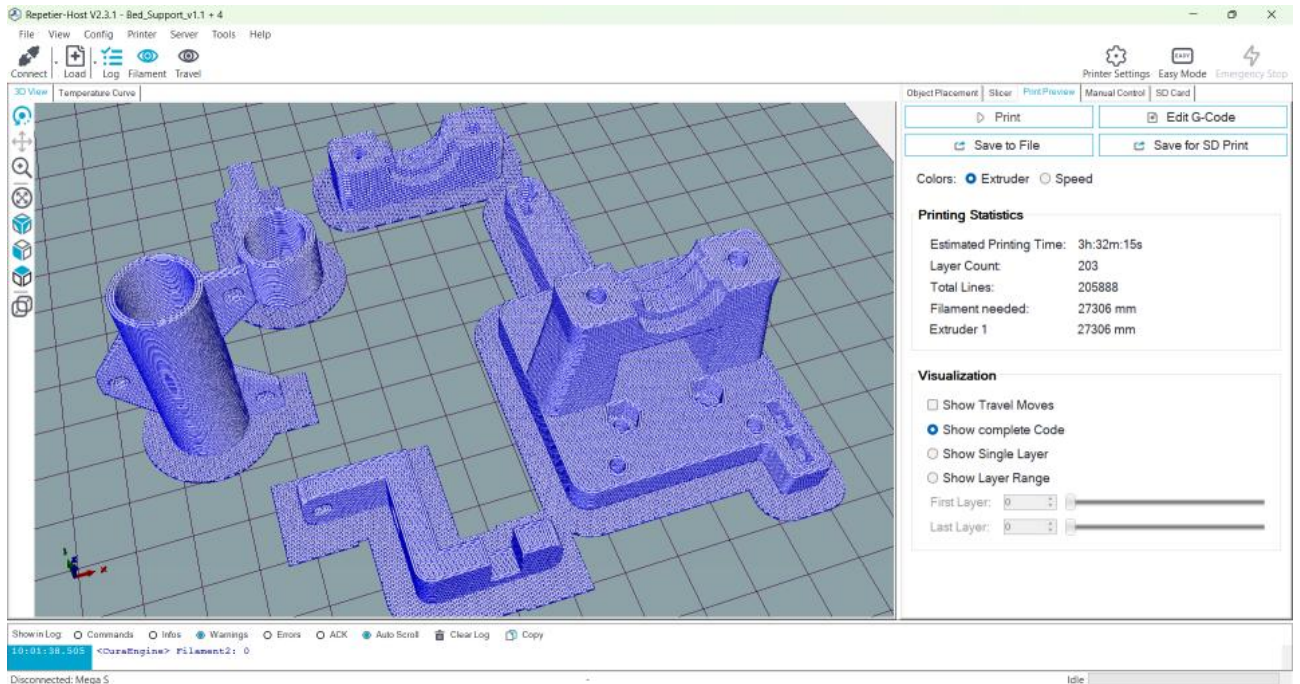 Repetier-Host V2.3.1 - Bed_Support_v1.1 + 4
File View Config Printer Server Tools Help
Connect Load Log Filament Travel
Printer Settings Easy Mode Emergency Stop
EASY
3D View Temperature Curve
Object Placement Slicer Print Preview Manual Control SD Card
Print Edit G-Code
Save to File Save for SD Print
Colors: Extruder Speed
Printing Statistics
Estimated Printing Time: 3h:32m:15s
Layer Count: 203
Total Lines: 205888
Filament needed: 27306 mm
Extruder 1 27306 mm
Visualization
Show Travel Moves
Show complete Code
Show Single Layer
Show Layer Range
First Layer: 0
Last Layer: 0
Show in Log: Commands Infos Warnings Errors ACK Auto Scroll Clear Log Copy
10:01:38.505 <CuraEngine> Filament2: 0
Disconnected: Mega S - Idle